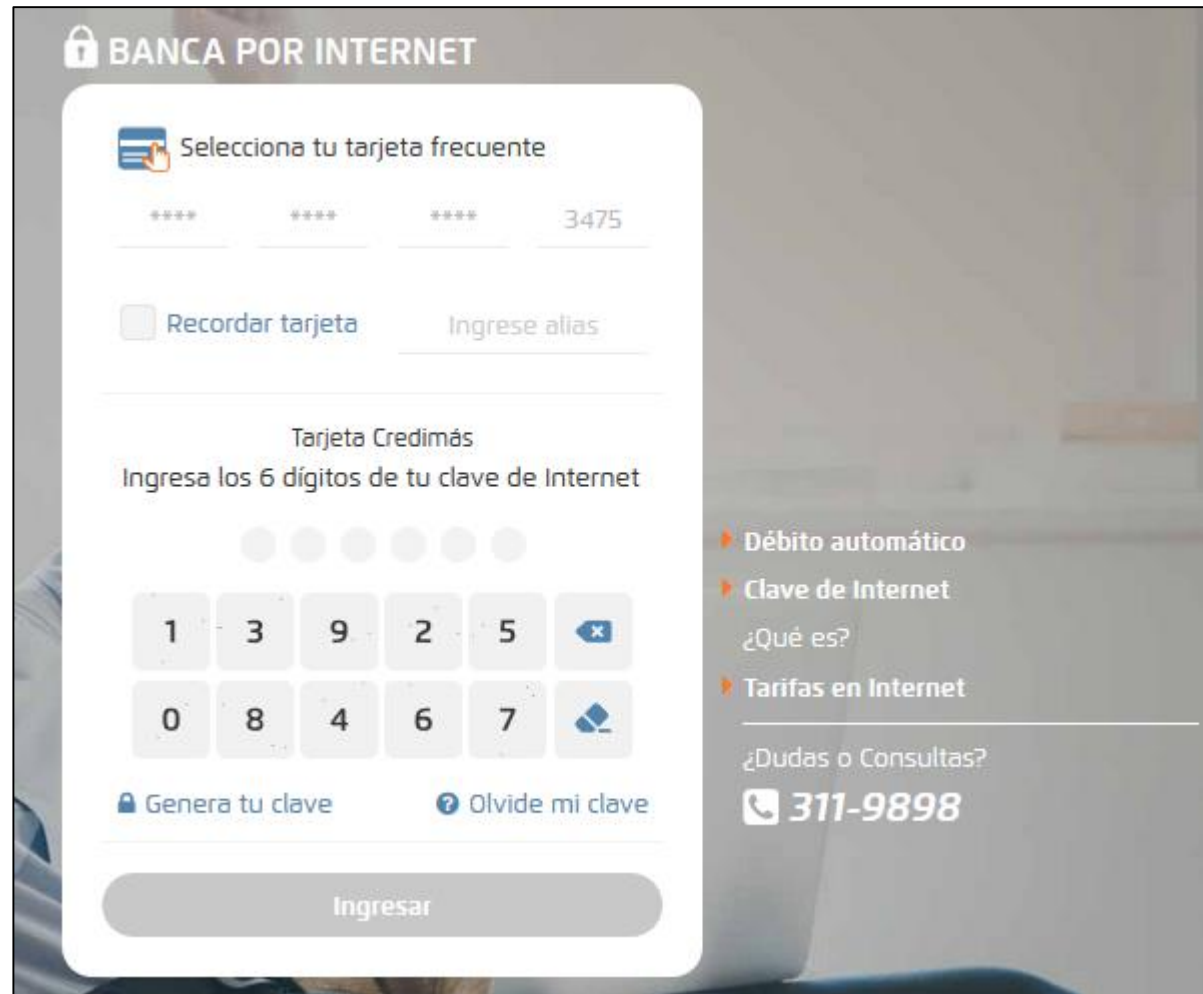 BANCA POR INTERNET
Selecciona tu tarjeta frecuente
**** **** **** 3475
Recordar tarjeta Ingrese alias
Tarjeta Credimás
Ingresa los 6 dígitos de tu clave de Internet
1 3 9 2 5
0 8 4 6 7
Genera tu clave Olvide mi clave
Ingresar
Débito automático
Clave de Internet
¿Qué es?
Tarifas en Internet
¿Dudas o Consultas?
311-9898